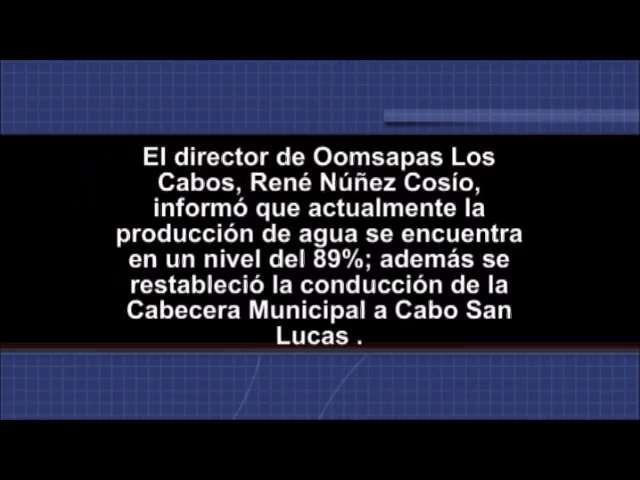 El director de Oomsapas Los
Cabos, René Núñez Cosío,
informó que actualmente la
producción de agua se encuentra
en un nivel del 89%; además se
restableció la conducción de la
Cabecera Municipal a Cabo San
Lucas .